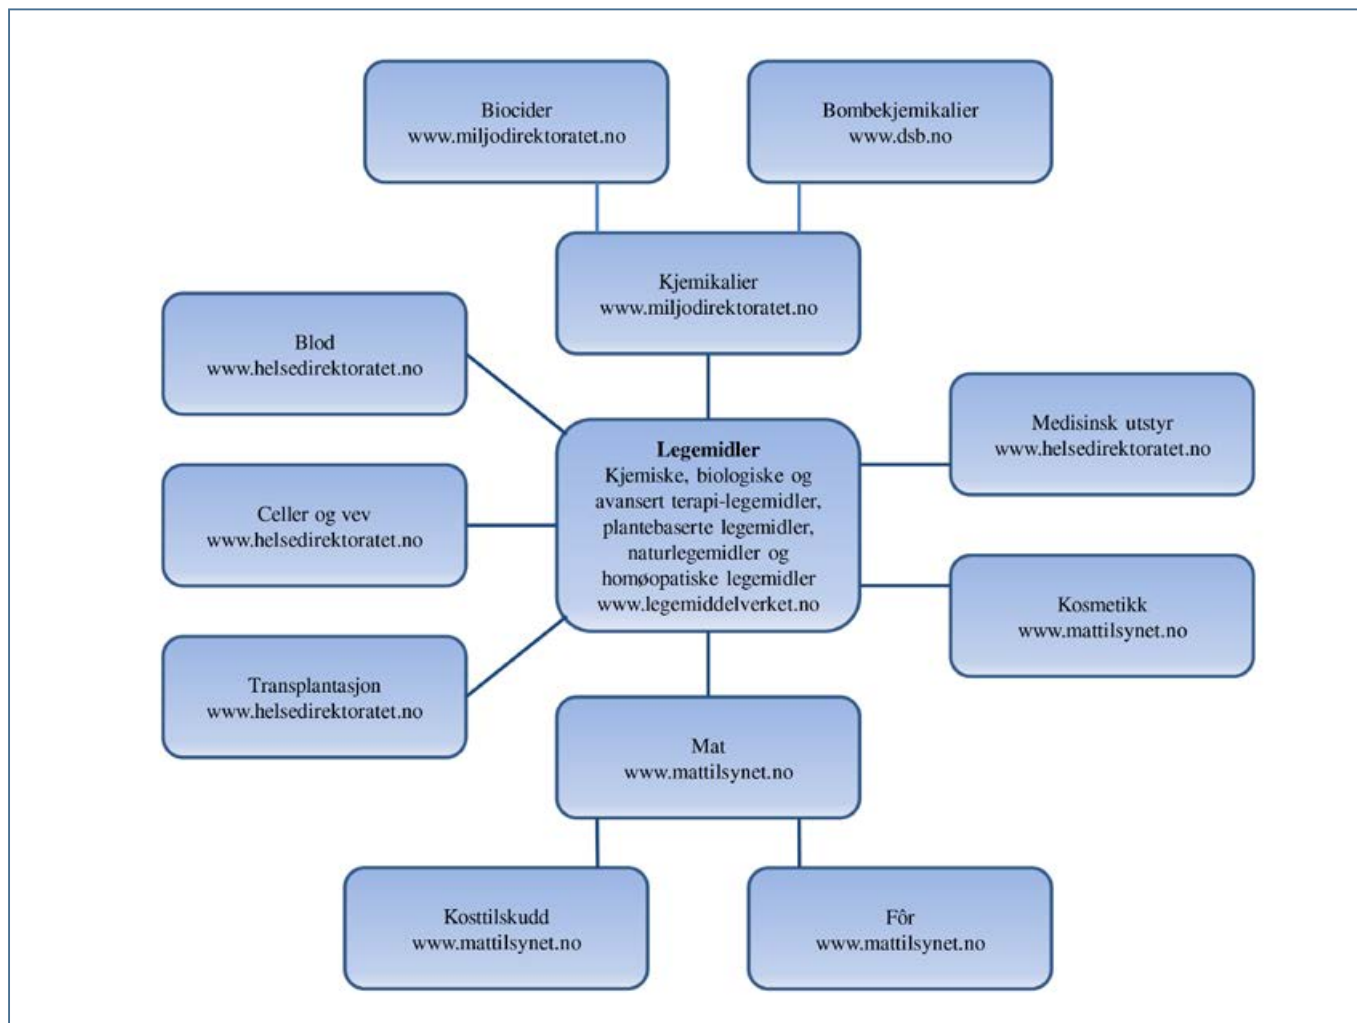 Biocider
www.miljodirektoratet.no
Bombekjemikalier
www.dsb.no
Kjemikalier
www.miljodirektoratet.no
Blod
www.helsedirektoratet.no
Medisinsk utstyr
www.helsedirektoratet.no
Legemidler
Kjemiske, biologiske og
avansert terapi-legemidler,
plantebaserte legemidler,
naturlegemidler og
homøopatiske legemidler
www.legemiddelverket.no
Celler og vev
www.helsedirektoratet.no
Kosmetikk
www.mattilsynet.no
Transplantasjon
www.helsedirektoratet.no
Mat
www.mattilsynet.no
Kosttilskudd
www.mattilsynet.no
Fôr
www.mattilsynet.no